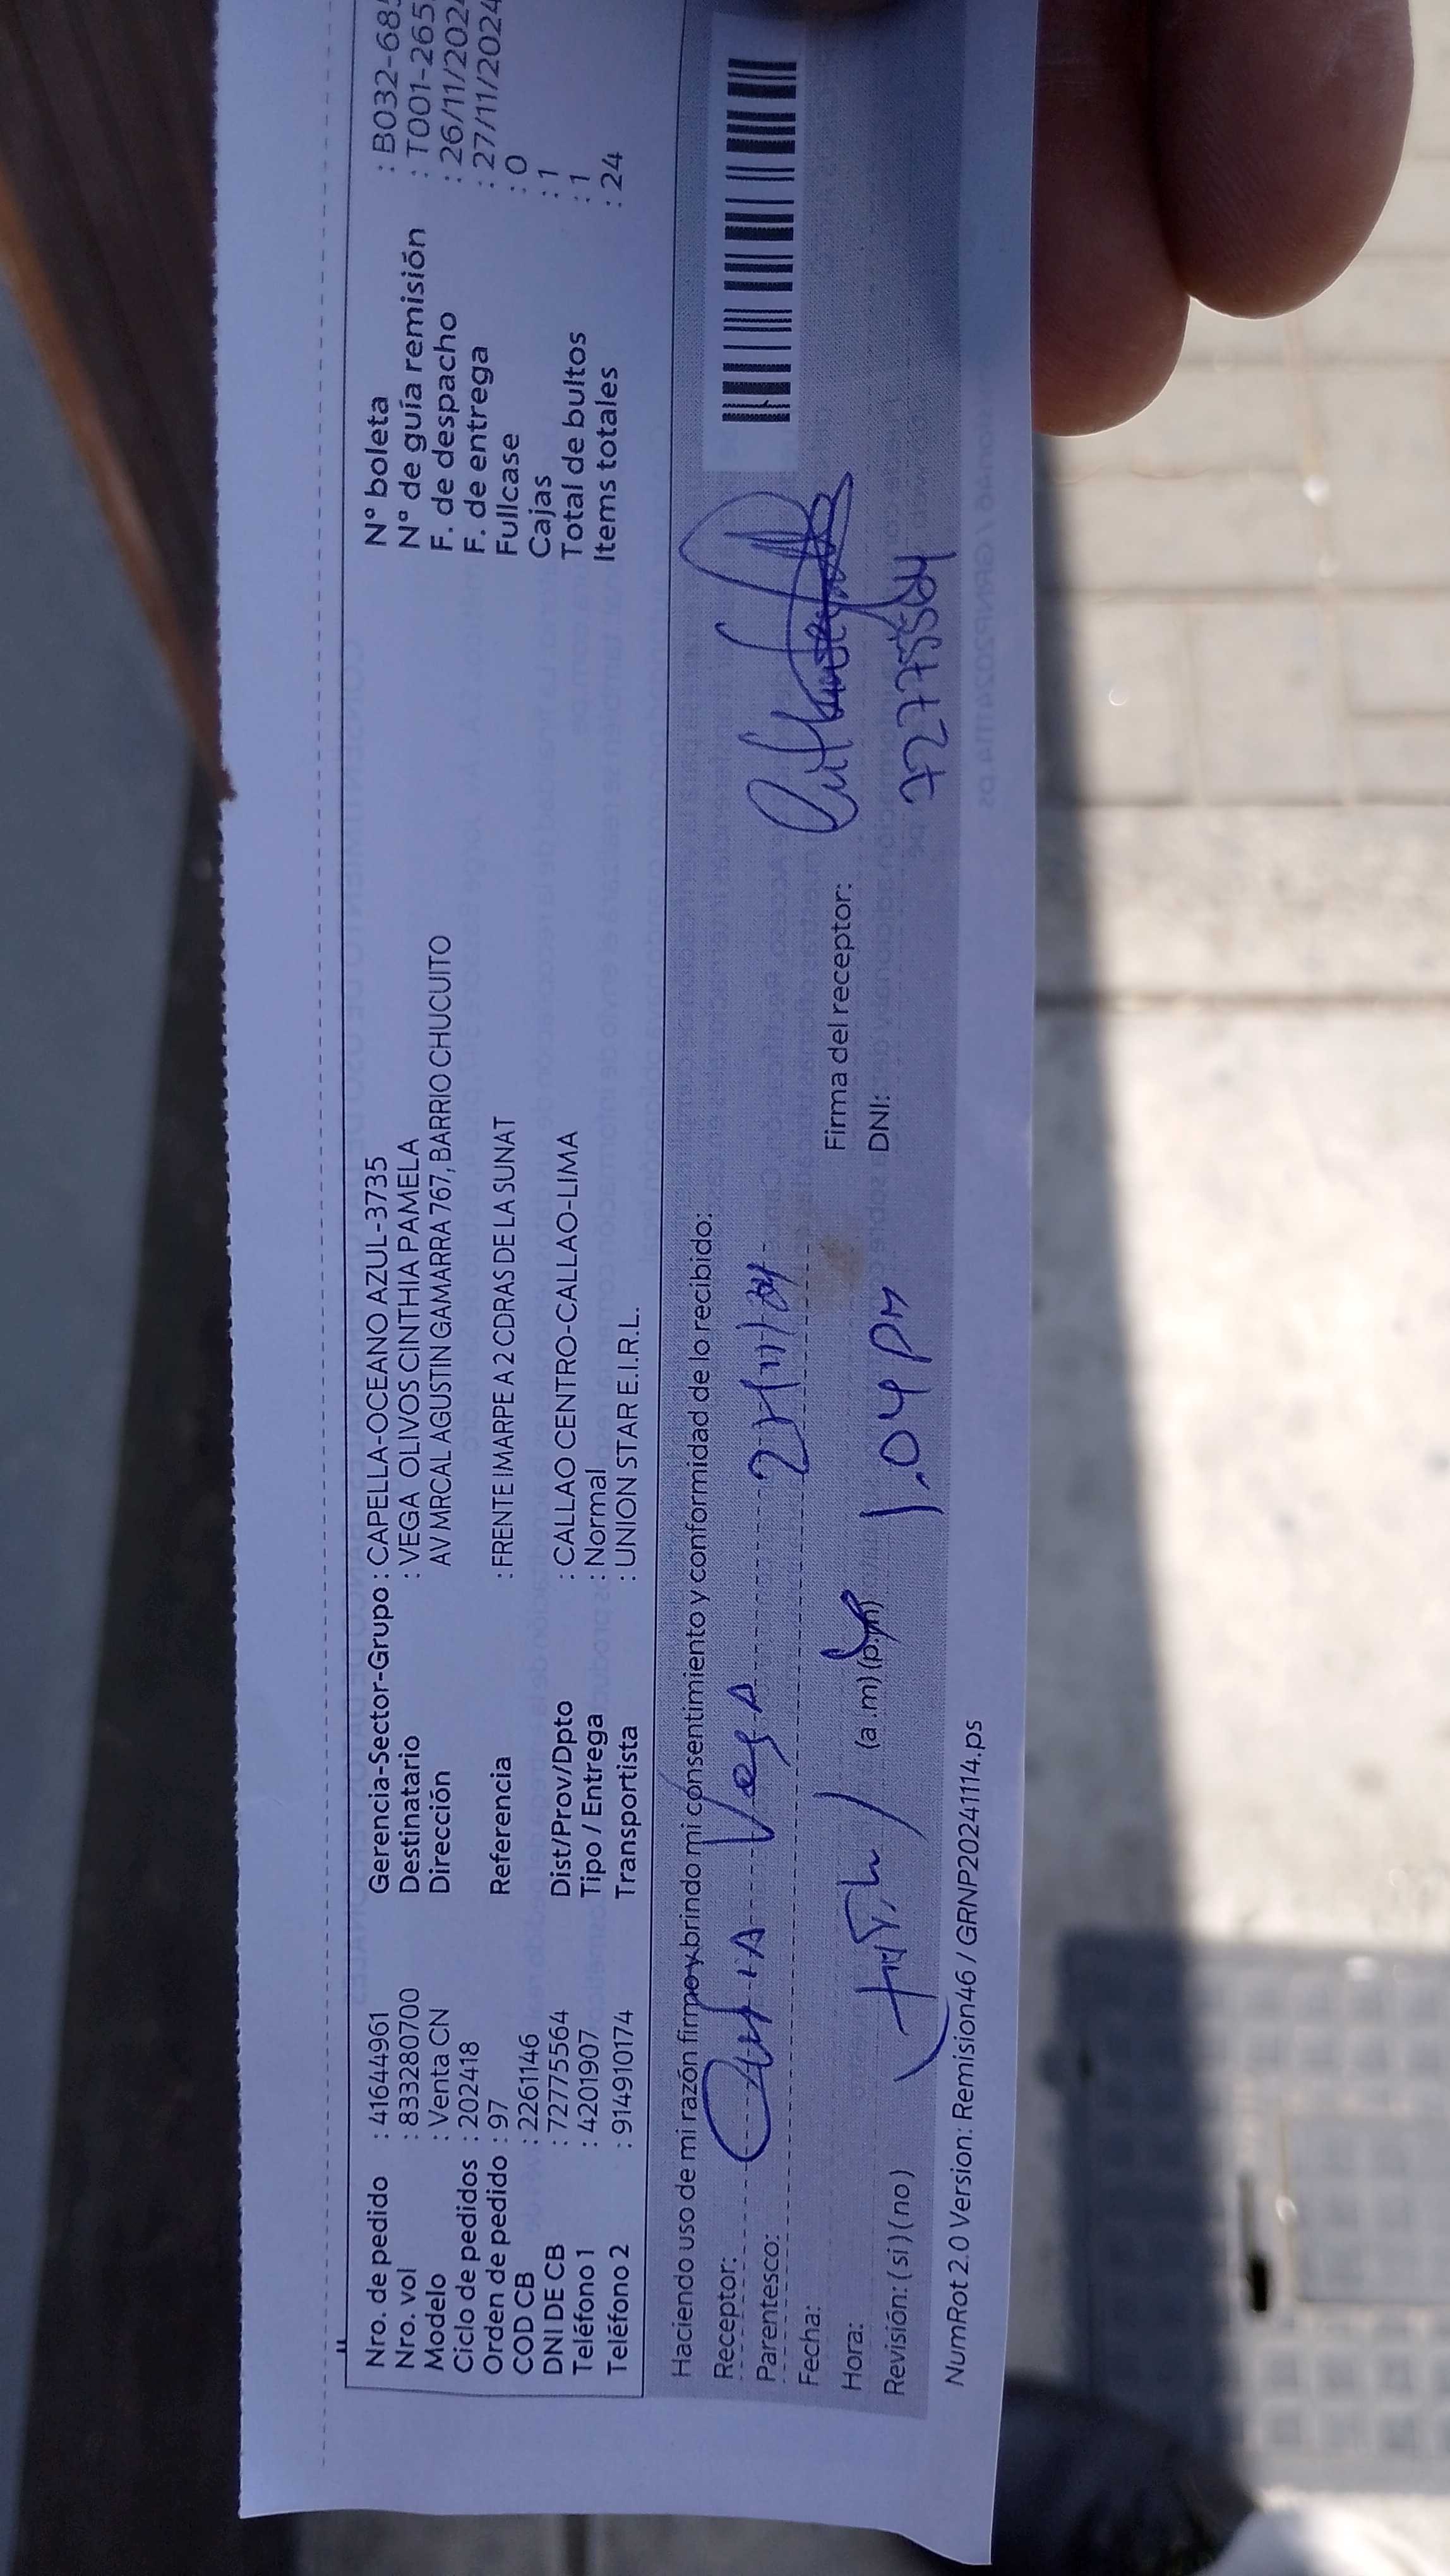 Nro. de pedido : 41644961
Nro. vol : 833280700
Modelo : Venta CN
Ciclo de pedidos : 202418
Orden de pedido : 97
COD CB : 2261146
DNI DE CB : 72775564
Teléfono 1 : 4201907
Teléfono 2 : 914910174
Gerencia-Sector-Grupo : CAPELLA-OCEANO AZUL-3735
Destinatario : VEGA OLIVOS CINTHIA PAMELA
Dirección AV MRCAL AGUSTIN GAMARRA 767, BARRIO CHUCUITO
Referencia : FRENTE IMARPE A 2 CDRAS DE LA SUNAT
Dist/Prov/Dpto : CALLAO CENTRO-CALLAO-LIMA
Tipo / Entrega : Normal
Transportista : UNION STAR E.I.R.L.
N° boleta : B032-685
N° de guía remisión : T001-265
F. de despacho : 26/11/2024
F. de entrega : 27/11/2024
Fullcase : 0
Cajas : 1
Total de bultos : 1
Items totales : 24
Haciendo uso de mi razón firmo y brindo mi consentimiento y conformidad de lo recibido:
Receptor: Vega
Parentesco:
Fecha:
Hora: (a .m) (p.m) 1.04 PM
Revisión: ( si ) ( no )
Firma del receptor:
DNI: 72775564
NumRot 2.0 Version: Remision46 / GRNP20241114.ps